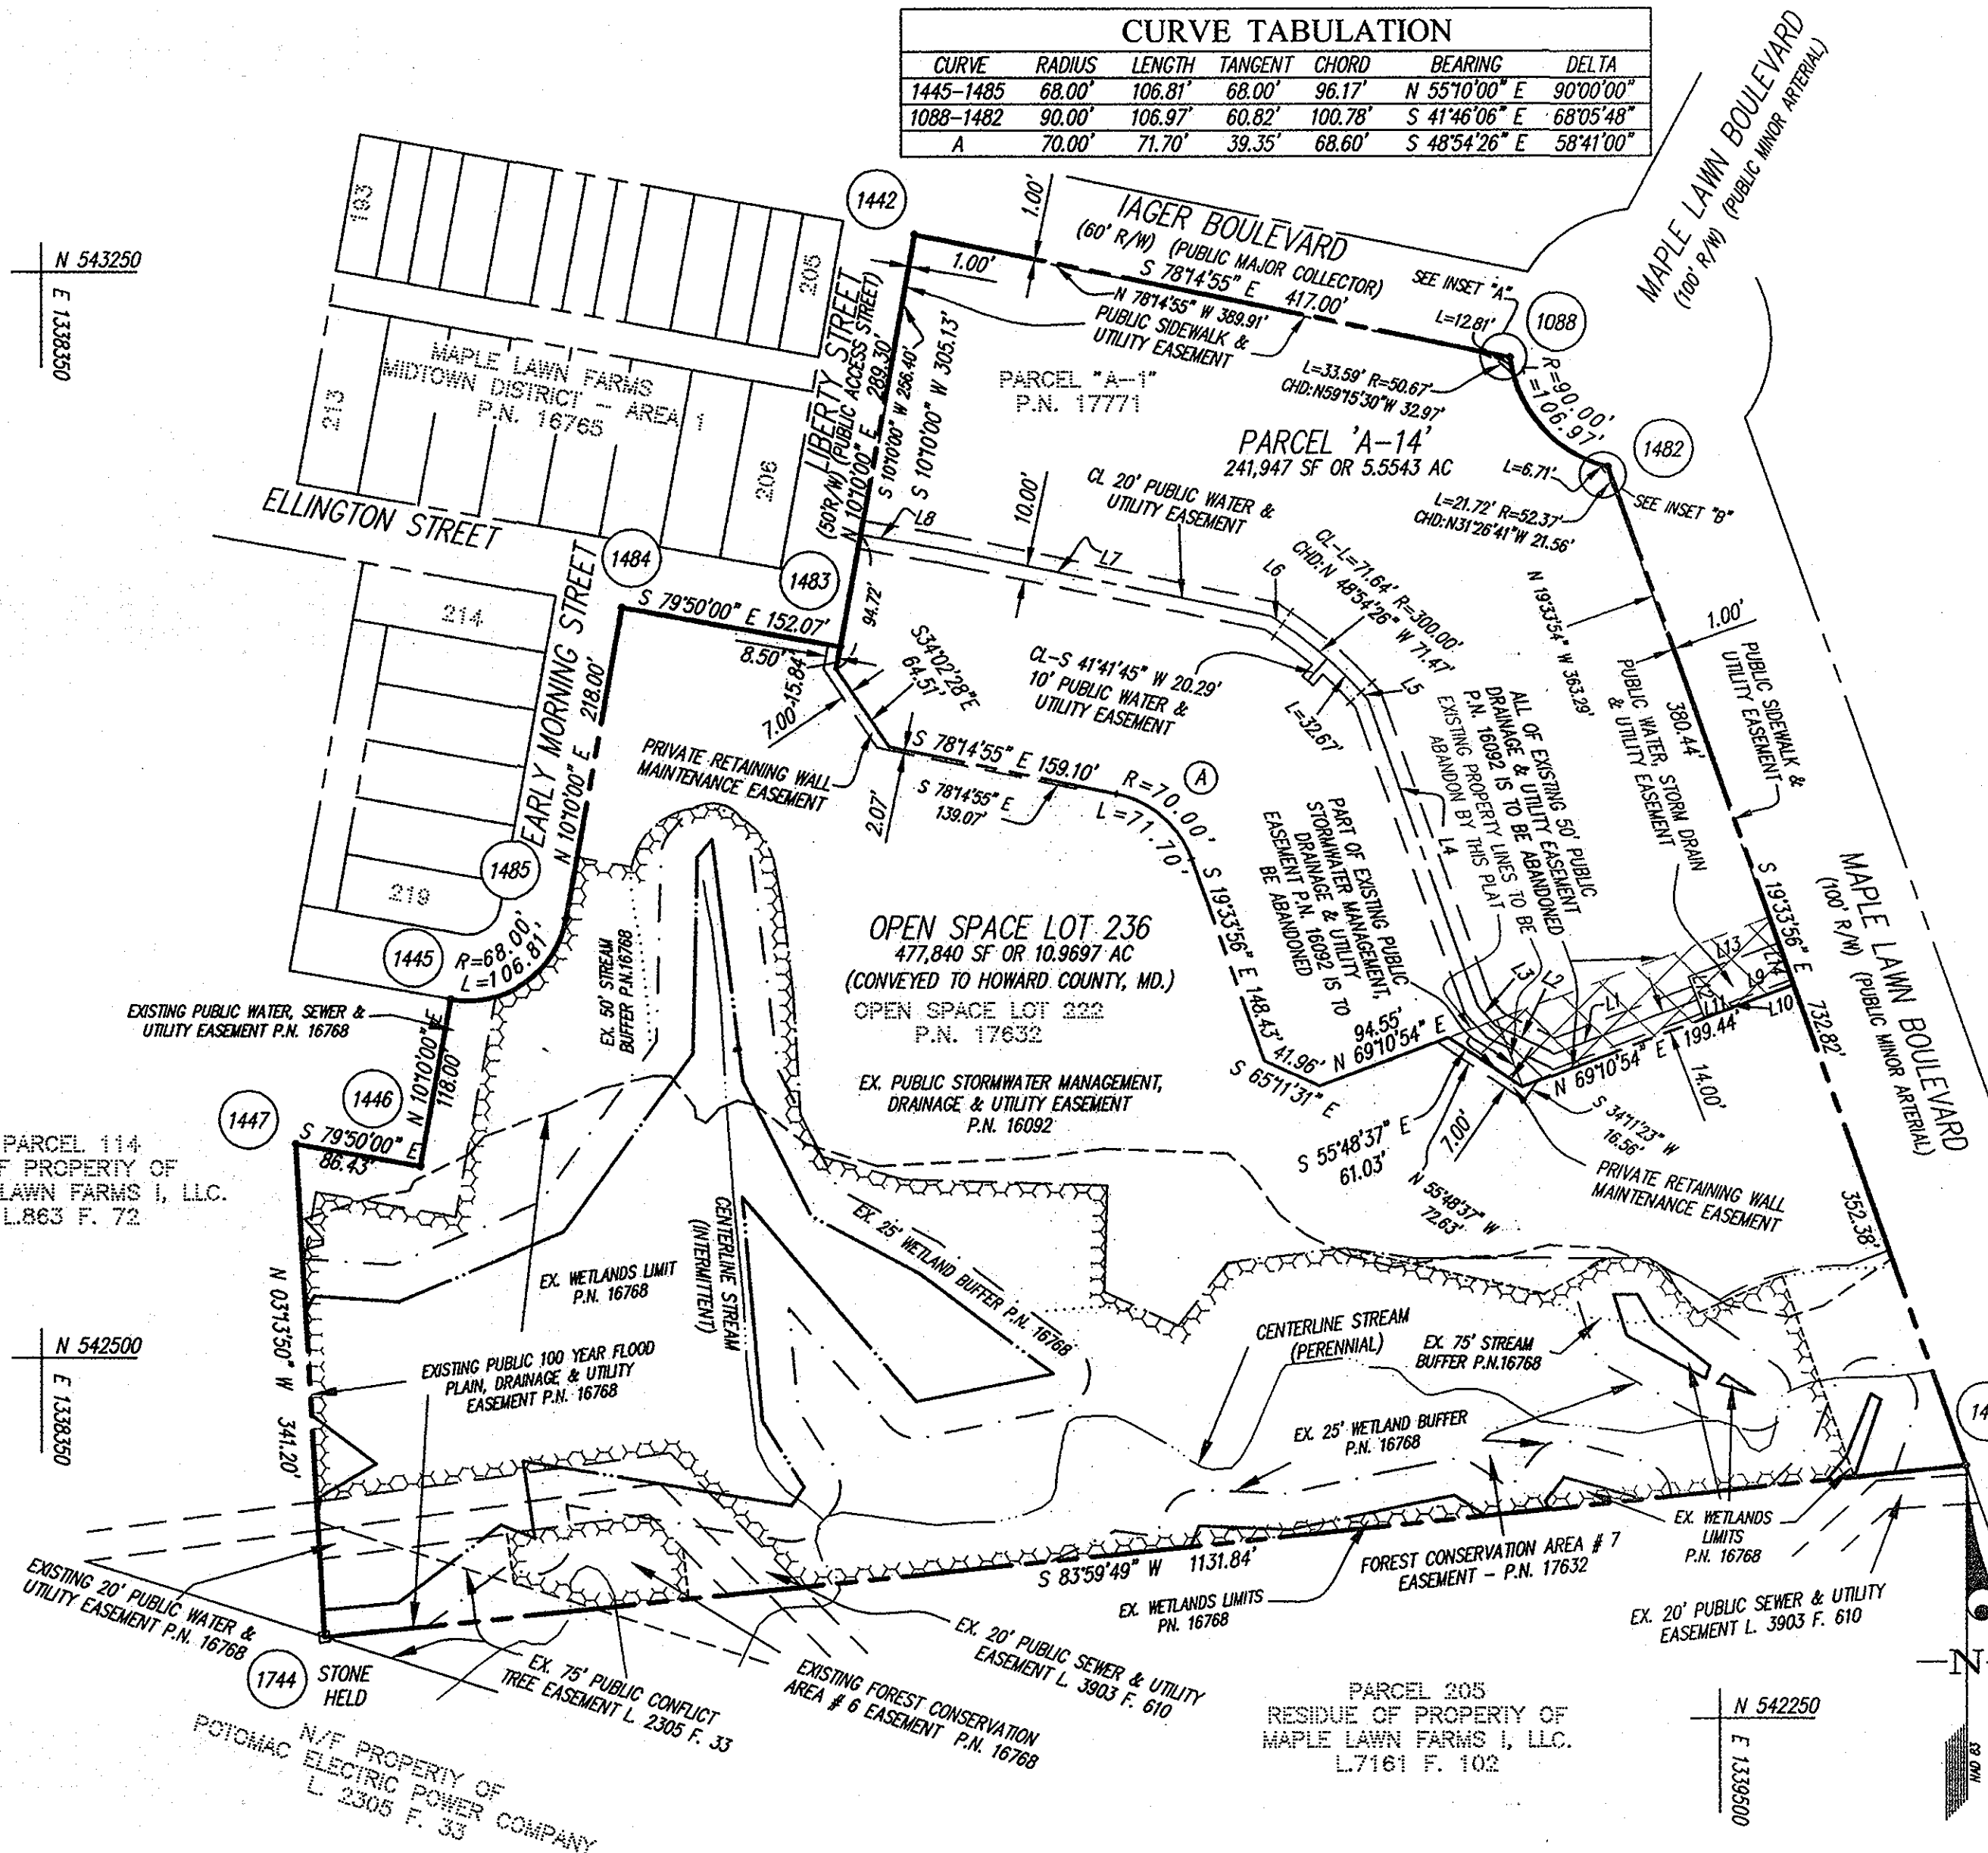 CURVE TABULATION
CURVE RADIUS LENGTH TANGENT CHORD BEARING DELTA
1445-1485 68.00' 106.81' 68.00' 96.17' N 55°10'00" E 90°00'00"
1088-1482 90.00' 106.97' 60.82' 100.78' S 41°46'06" E 68°05'48"
A 70.00' 71.70' 39.35' 68.60' S 48°54'26" E 58°41'00"
MAPLE LAWN BOULEVARD
(100' R/W) (PUBLIC MINOR ARTERIAL)
N 543250
E 1338350
193
205
213
206
MAPLE LAWN FARMS
MIDTOWN DISTRICT - AREA 1
P.N. 16765
1442
1.00'
1.00'
IAGER BOULEVARD
(60' R/W) (PUBLIC MAJOR COLLECTOR)
S 78°14'55" E 417.00'
N 78°14'55" W 389.91'
PUBLIC SIDEWALK &
UTILITY EASEMENT
SEE INSET "A"
L=12.81'
1088
L=33.59' R=50.67'
CHD:N59°15'30"W 32.97'
R=90.00'
L=106.97'
1482
L=6.71'
SEE INSET "B"
L=21.72' R=52.37'
CHD:N31°26'41"W 21.56'
LIBERTY STREET
(50'R/W) (PUBLIC ACCESS STREET)
N 10°10'00" E 289.30'
S 10°10'00" W 256.40'
S 10°10'00" W 305.13'
PARCEL "A-1"
P.N. 17771
PARCEL 'A-14'
241,947 SF OR 5.5543 AC
CL 20' PUBLIC WATER &
UTILITY EASEMENT
10.00'
L8
L7
L6
CL-L=71.64' R=300.00'
CHD:N 48°54'26" W 71.47'
L5
L=32.67'
CL-S 41°41'45" W 20.29'
10' PUBLIC WATER &
UTILITY EASEMENT
L4
N 19°33'54" W 363.29'
1.00'
PUBLIC SIDEWALK &
UTILITY EASEMENT
380.44'
PUBLIC WATER, STORM DRAIN
& UTILITY EASEMENT
ALL OF EXISTING 50' PUBLIC
DRAINAGE & UTILITY EASEMENT
P.N. 16092 IS TO BE ABANDONED
EXISTING PROPERTY LINES TO BE
ABANDON BY THIS PLAT
ELLINGTON STREET
1484
1483
S 79°50'00" E 152.07'
94.72'
8.50'
15.84'
7.00'
S34°02'28"E
64.51'
214
219
EARLY MORNING STREET
N 10°10'00" E 218.00'
PRIVATE RETAINING WALL
MAINTENANCE EASEMENT
2.07'
S 78°14'55" E 159.10'
S 78°14'55" E
139.07'
R=70.00'
L=71.70'
A
S 19°33'56" E 148.43'
PART OF EXISTING PUBLIC
STORMWATER MANAGEMENT,
DRAINAGE & UTILITY
EASEMENT P.N. 16092 IS TO
BE ABANDONED
1485
1445
R=68.00'
L=106.81'
EX. 50' STREAM
BUFFER P.N.16768
OPEN SPACE LOT 236
477,840 SF OR 10.9697 AC
(CONVEYED TO HOWARD COUNTY, MD.)
OPEN SPACE LOT 222
P.N. 17632
EX. PUBLIC STORMWATER MANAGEMENT,
DRAINAGE & UTILITY EASEMENT
P.N. 16092
L3
L2
L1
L13
L14
L9
L12
L11
L10
S 19°33'56" E 732.82'
MAPLE LAWN BOULEVARD
(100' R/W) (PUBLIC MINOR ARTERIAL)
EXISTING PUBLIC WATER, SEWER &
UTILITY EASEMENT P.N. 16768
N 10°10'00" E
118.00'
1446
1447
S 79°50'00" E
86.43'
41.96'
S 65°11'31" E
94.55'
N 69°10'54" E
N 69°10'54" E 199.44'
14.00'
S 34°11'23" W
16.56'
S 55°48'37" E
61.03'
7.00'
N 55°48'37" W
72.63'
PRIVATE RETAINING WALL
MAINTENANCE EASEMENT
352.38'
PARCEL 114
F PROPERTY OF
LAWN FARMS I, LLC.
L.863 F. 72
N 03°13'50" W 341.20'
EX. WETLANDS LIMIT
P.N. 16768
CENTERLINE STREAM
(INTERMITTENT)
EX. 25' WETLAND BUFFER P.N. 16768
CENTERLINE STREAM
(PERENNIAL)
EX. 75' STREAM
BUFFER P.N.16768
N 542500
E 1338350
EXISTING PUBLIC 100 YEAR FLOOD
PLAIN, DRAINAGE & UTILITY
EASEMENT P.N. 16768
EX. 25' WETLAND BUFFER
P.N. 16768
14
EX. WETLANDS
LIMITS
P.N. 16768
S 83°59'49" W 1131.84'
FOREST CONSERVATION AREA # 7
EASEMENT - P.N. 17632
EX. WETLANDS LIMITS
PN. 16768
EX. 20' PUBLIC SEWER & UTILITY
EASEMENT L. 3903 F. 610
EXISTING 20' PUBLIC WATER &
UTILITY EASEMENT P.N. 16768
1744
STONE
HELD
EX. 75' PUBLIC CONFLICT
TREE EASEMENT L. 2305 F. 33
EXISTING FOREST CONSERVATION
AREA # 6 EASEMENT P.N. 16768
EX. 20' PUBLIC SEWER & UTILITY
EASEMENT L. 3903 F. 610
N/F PROPERTY OF
POTOMAC ELECTRIC POWER COMPANY
L. 2305 F. 33
PARCEL 205
RESIDUE OF PROPERTY OF
MAPLE LAWN FARMS I, LLC.
L.7161 F. 102
N 542250
E 1339500
N
NAD 83